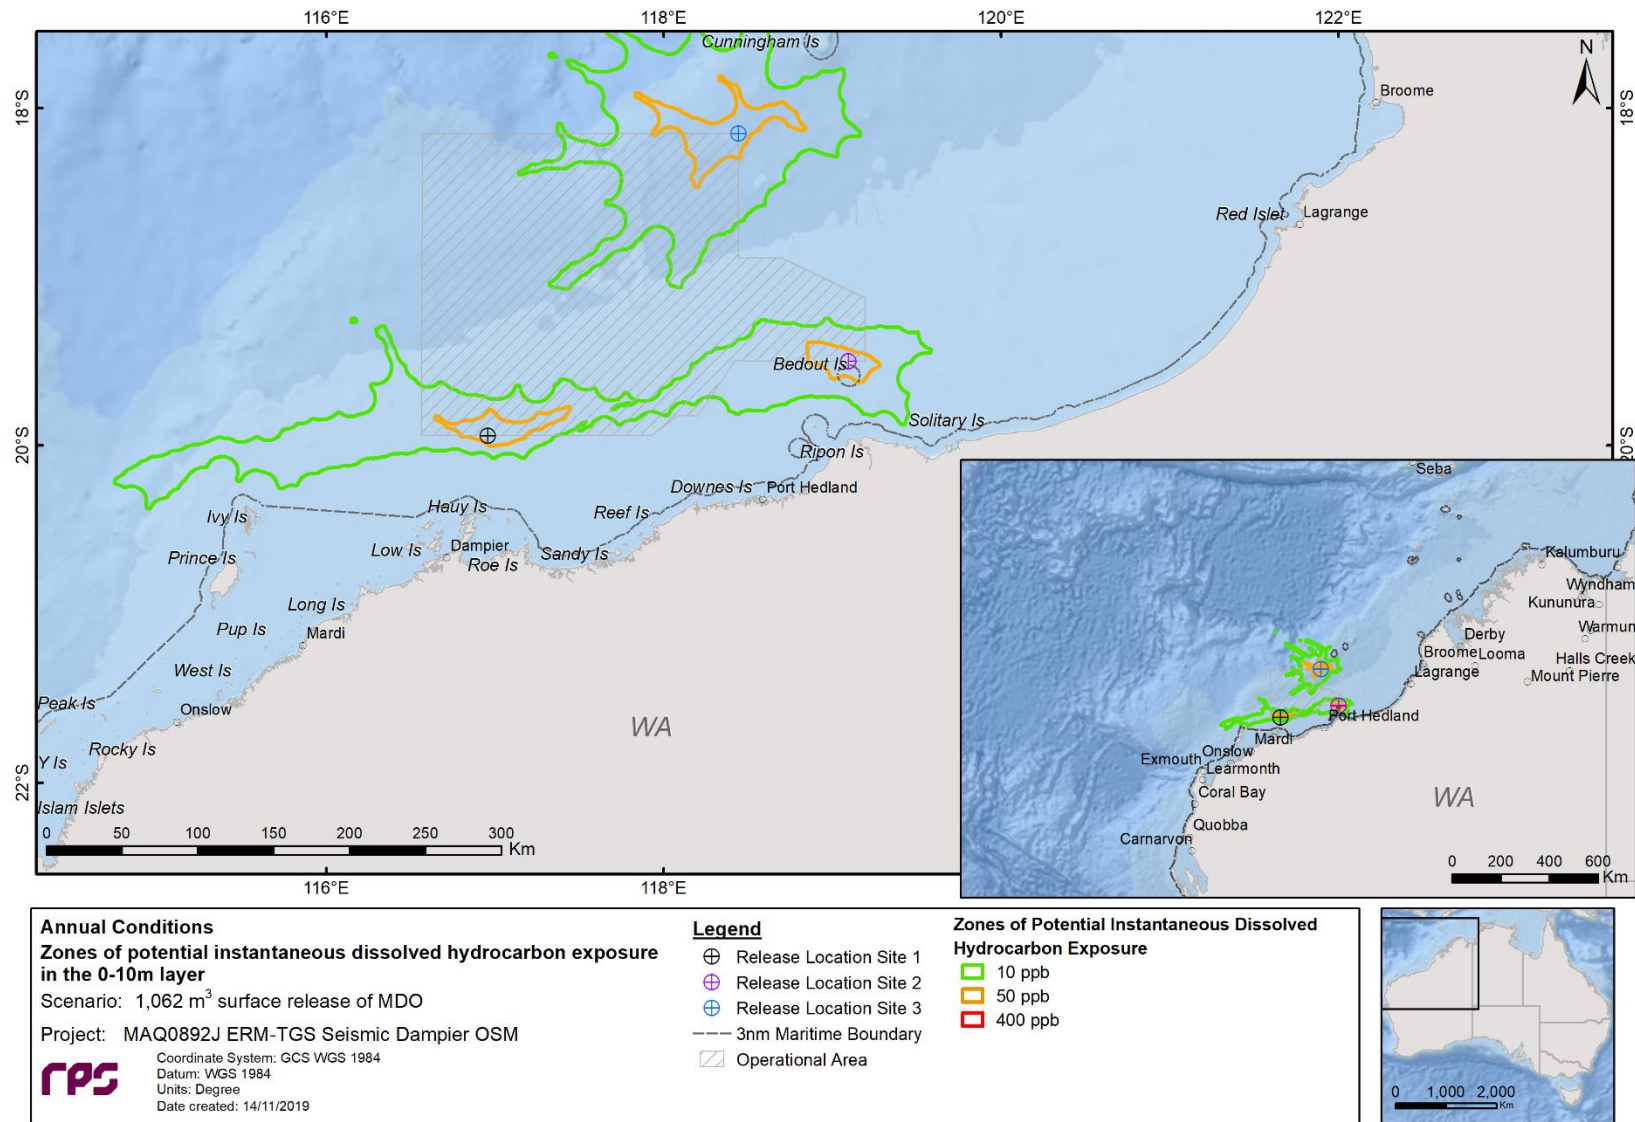 116°E
118°E
120°E
122°E
Cunningham Is
N
18°S
18°S
Broome
Red Islet
Lagrange
Bedout Is
Solitary Is
20°S
20°S
Ripon Is
Downes Is
Port Hedland
Hauy Is
Ivy Is
Reef Is
Low Is
Dampier
Sandy Is
Prince Is
Roe Is
Long Is
Pup Is
Mardi
West Is
Peak Is
Onslow
WA
Rocky Is
Y Is
22°S
Islam Islets
0 50 100 150 200 250 300
Km
116°E
118°E
Seba
Kalumburu
Wyndham
Kununura
Warmun
Derby
Broome
Looma
Halls Creek
Lagrange
Mount Pierre
Port Hedland
Mardi
Onslow
Exmouth
Learmonth
Coral Bay
WA
Quobba
Carnarvon
0 200 400 600
Km
Annual Conditions
Zones of potential instantaneous dissolved hydrocarbon exposure
in the 0-10m layer
Scenario: 1,062 m³ surface release of MDO
Project: MAQ0892J ERM-TGS Seismic Dampier OSM
rps
Coordinate System: GCS WGS 1984
Datum: WGS 1984
Units: Degree
Date created: 14/11/2019
Legend
Release Location Site 1
Release Location Site 2
Release Location Site 3
3nm Maritime Boundary
Operational Area
Zones of Potential Instantaneous Dissolved
Hydrocarbon Exposure
10 ppb
50 ppb
400 ppb
0 1,000 2,000
Km